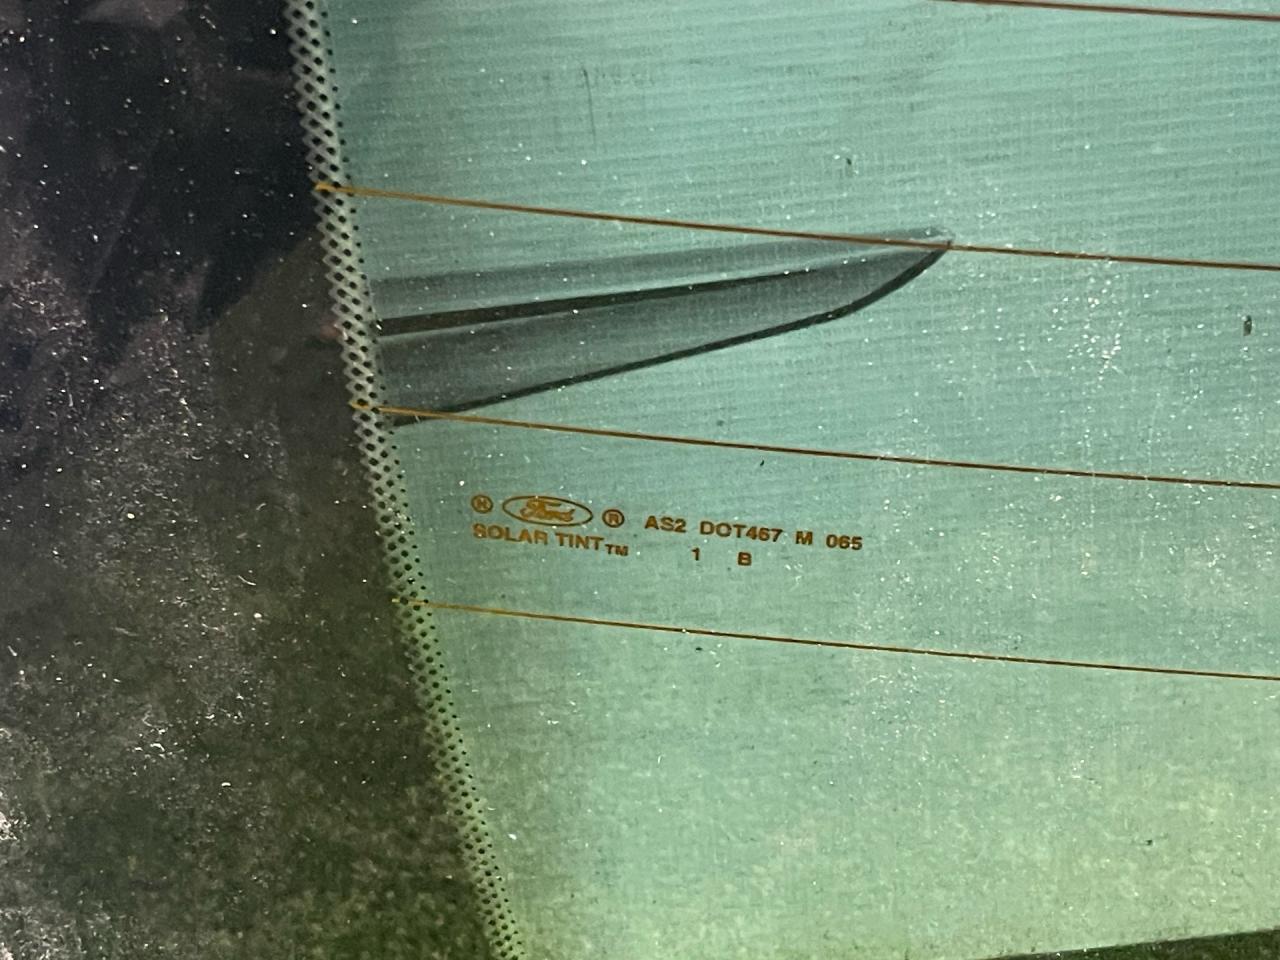 ® Ford ® AS2 DOT467 M 065
SOLAR TINT™ 1 B